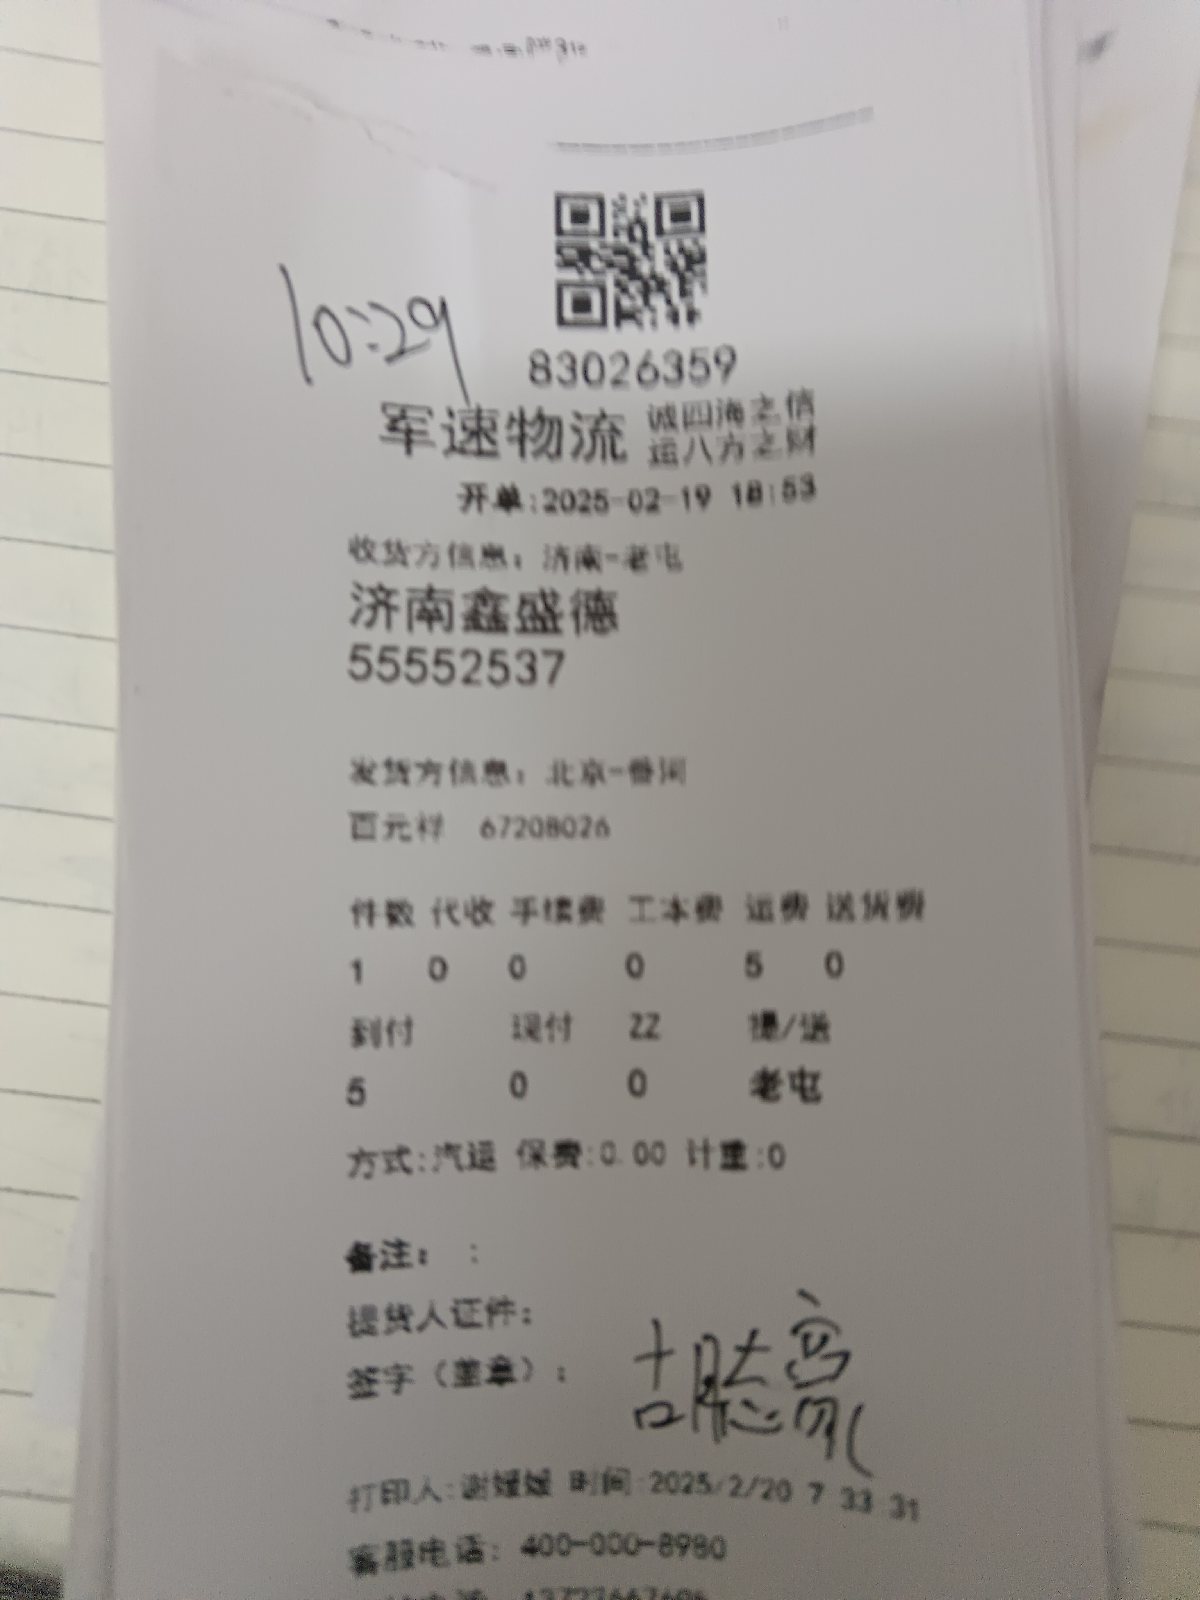 10:29
83026359
军速物流 诚四海之信
运八方之财
开单:2025-02-19 18:53
收货方信息：济南-老屯
济南鑫盛德
55552537
发货方信息：北京-番闲
百元祥 67208026
件数 代收 手续费 工本费 运费 送货费
1 0 0 0 5 0
到付 现付 ZZ 提/送
5 0 0 老屯
方式:汽运 保费:0.00 计重:0
备注： :
提货人证件：
签字（盖章）：
打印人:谢媛媛 时间:2025/2/20 7 33 31
客服电话：400-000-8980